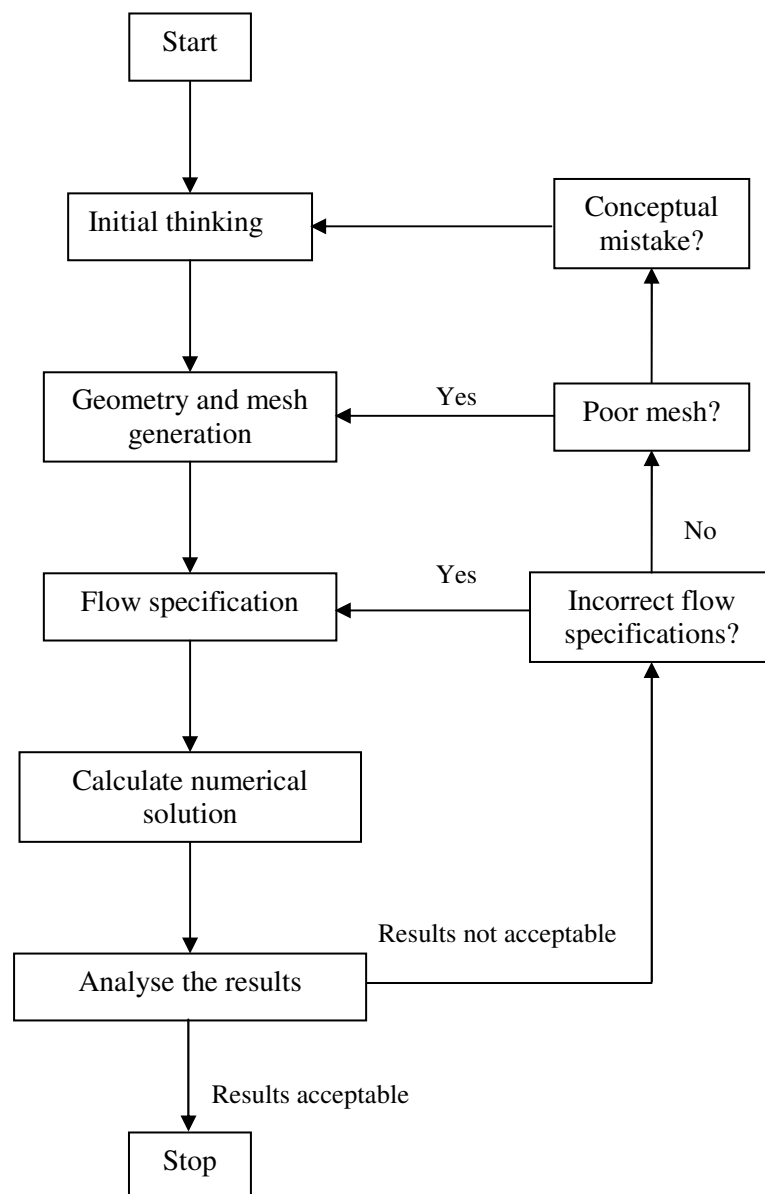 Start
Initial thinking
Conceptual
mistake?
Geometry and mesh
generation
Yes
Poor mesh?
No
Flow specification
Yes
Incorrect flow
specifications?
Calculate numerical
solution
Results not acceptable
Analyse the results
Results acceptable
Stop